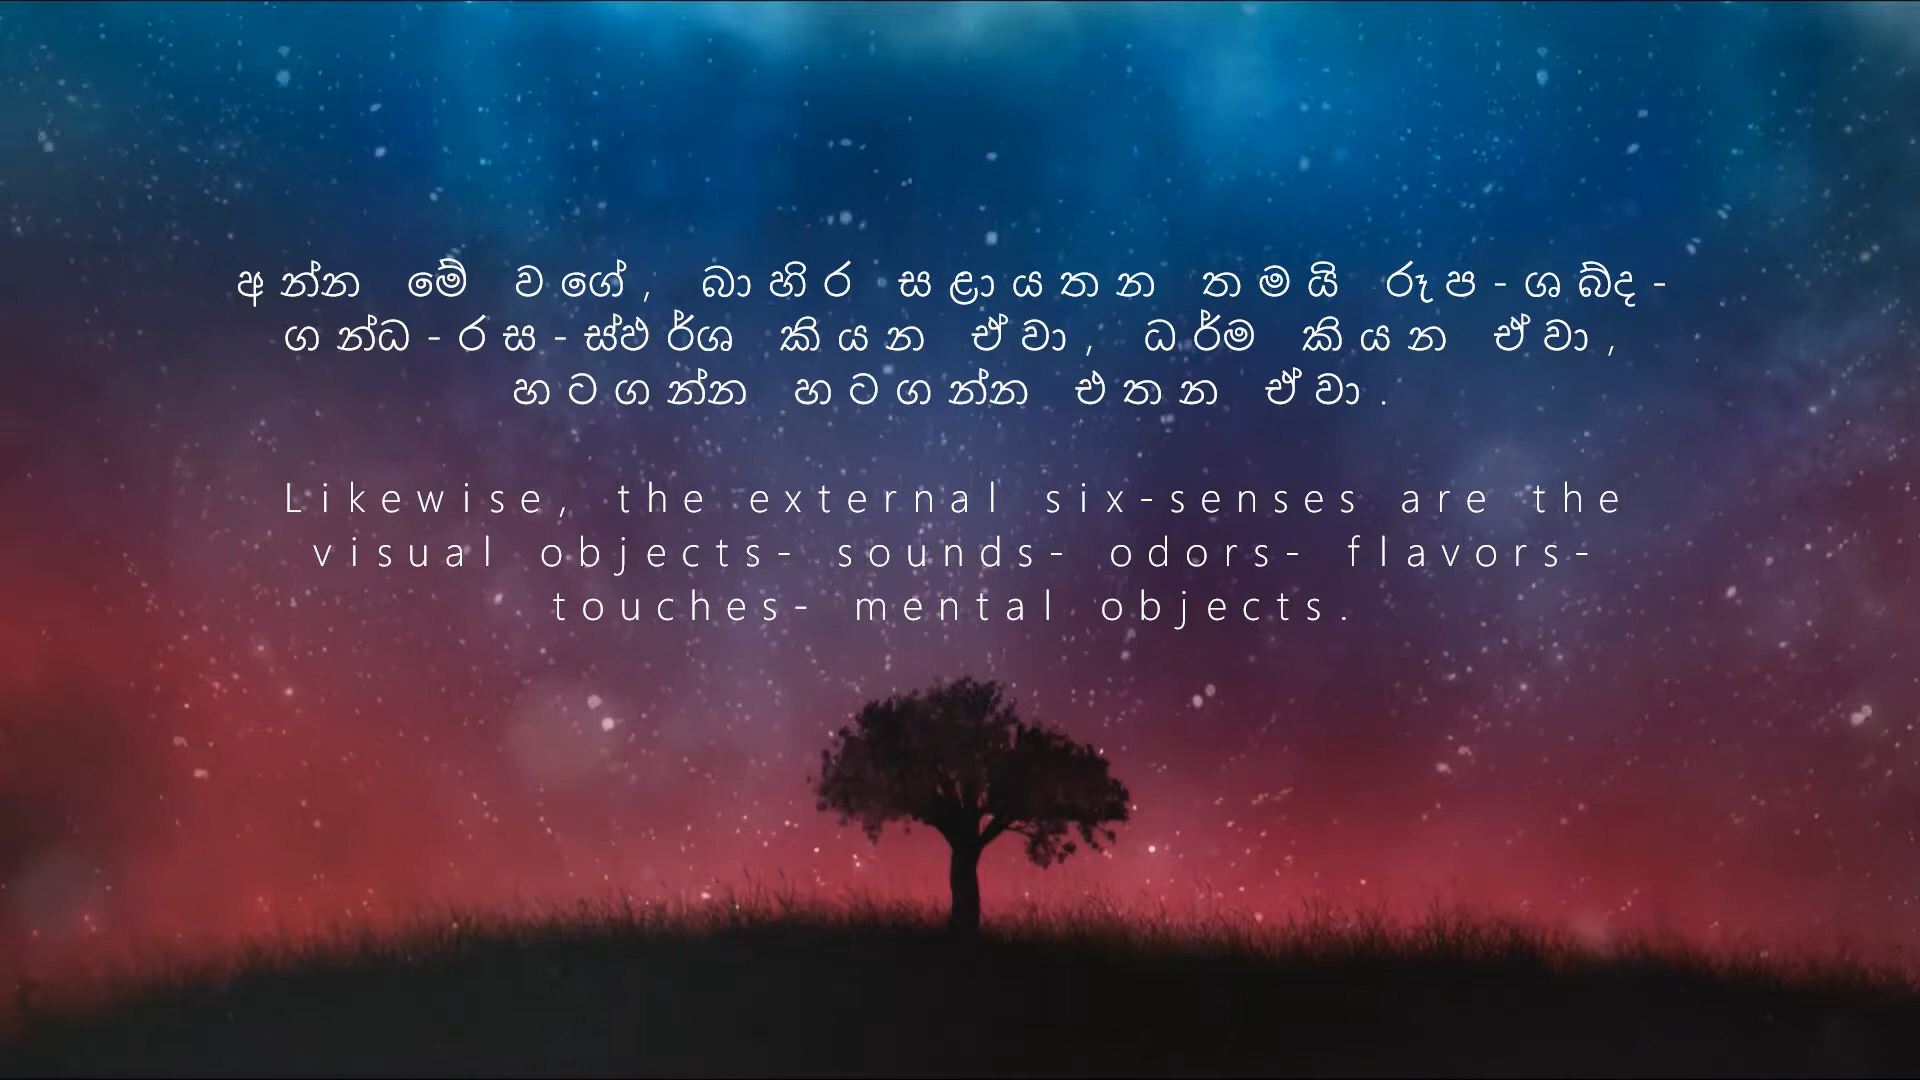 අන්න මේ වගේ, බාහිර සළායතන තමයි රූප-ශබ්ද-
ගන්ධ-රස-ස්ඵර්ශ කියන ඒවා, ධර්ම කියන ඒවා,
හටගන්න හටගන්න එතන ඒවා.
Likewise, the external six-senses are the
visual objects- sounds- odors- flavors-
touches- mental objects.